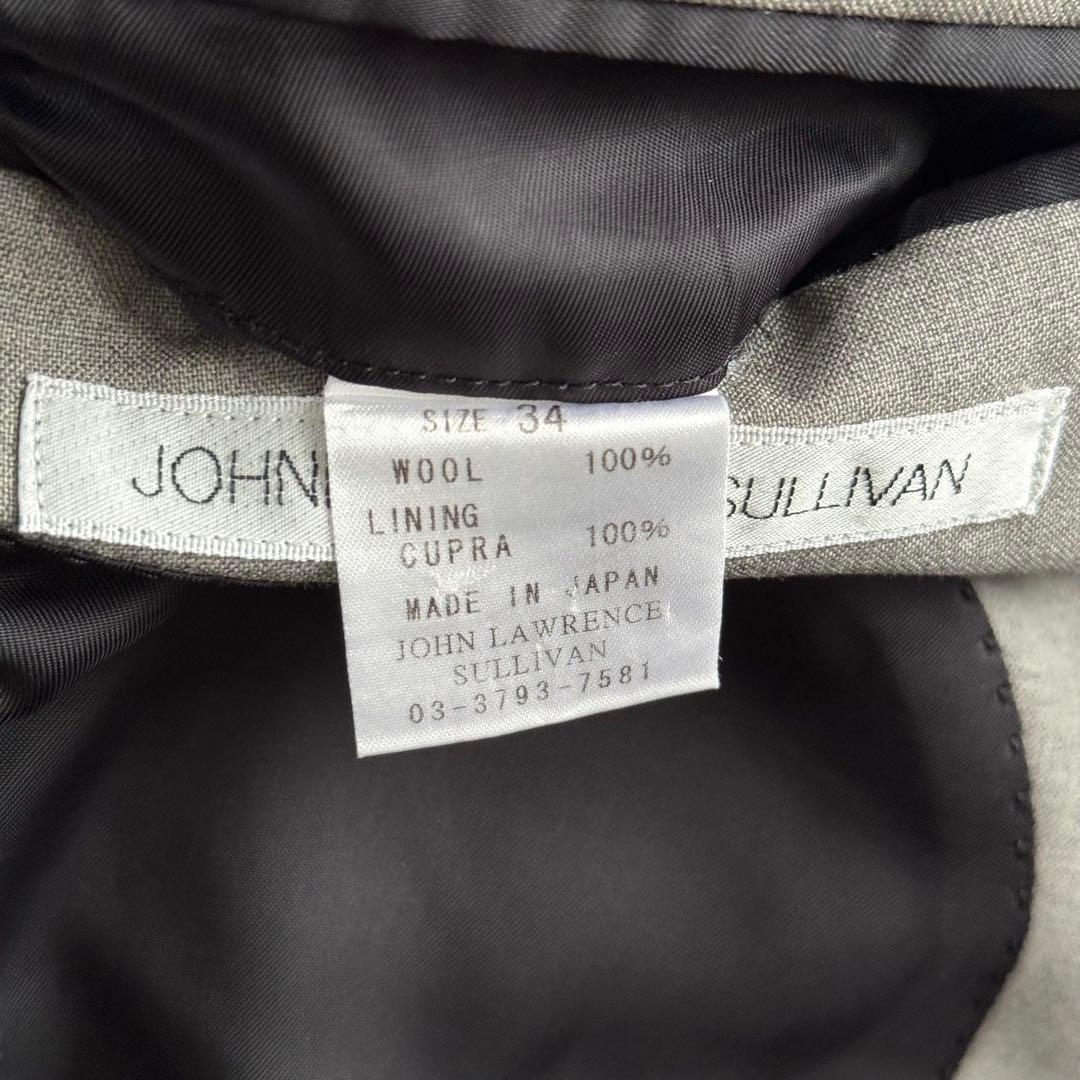 SIZE 34
WOOL 100%
LINING
CUPRA 100%
MADE IN JAPAN
JOHN LAWRENCE
SULLIVAN
03-3793-7581
JOHN SULLIVAN